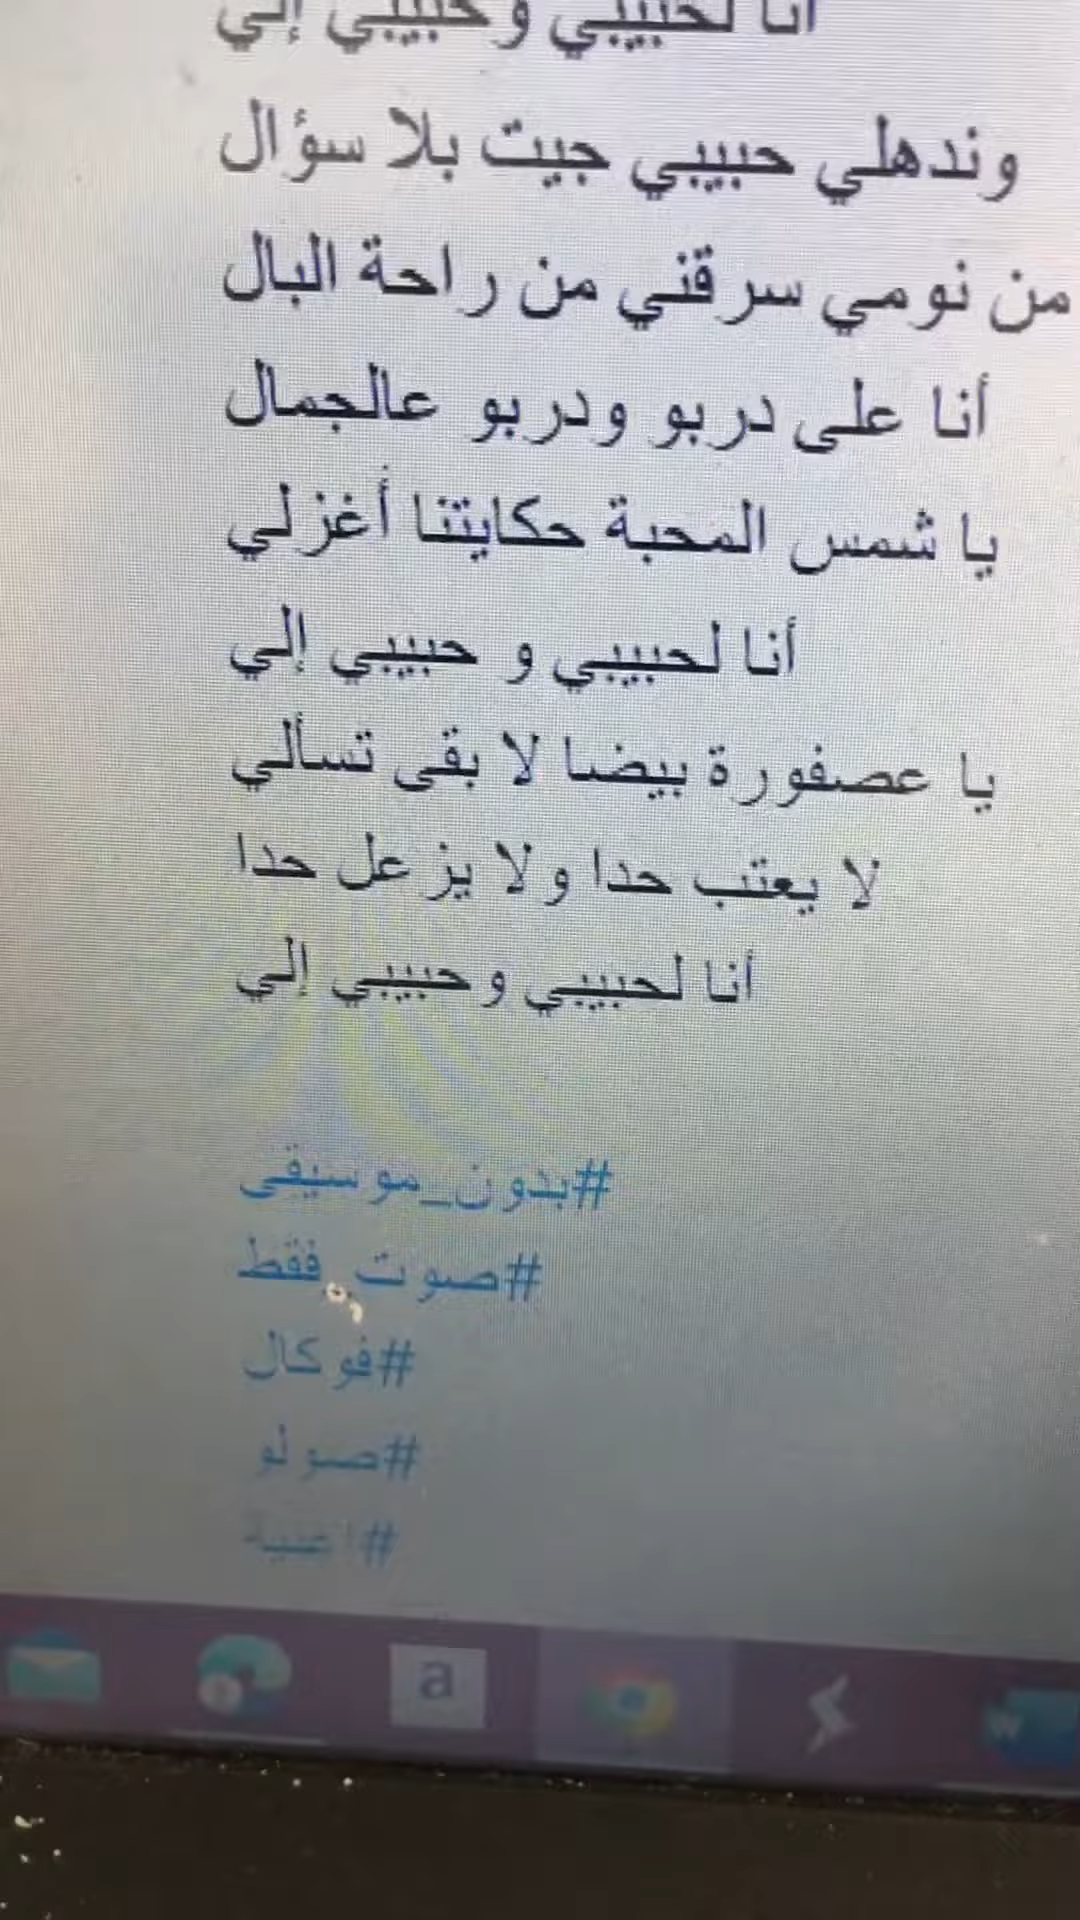 أنا لحبيبي وحبيبي إلي
وندهلي حبيبي جيت بلا سؤال
من نومي سرقني من راحة البال
أنا على دربو ودربو عالجمال
يا شمس المحبة حكايتنا أغزلي
أنا لحبيبي و حبيبي إلي
يا عصفورة بيضا لا بقى تسألي
لا يعتب حدا ولا يزعل حدا
أنا لحبيبي وحبيبي إلي
#بدون_موسيقى
#صوت_فقط
#فوكال
#صولو
#اغنية
a
w